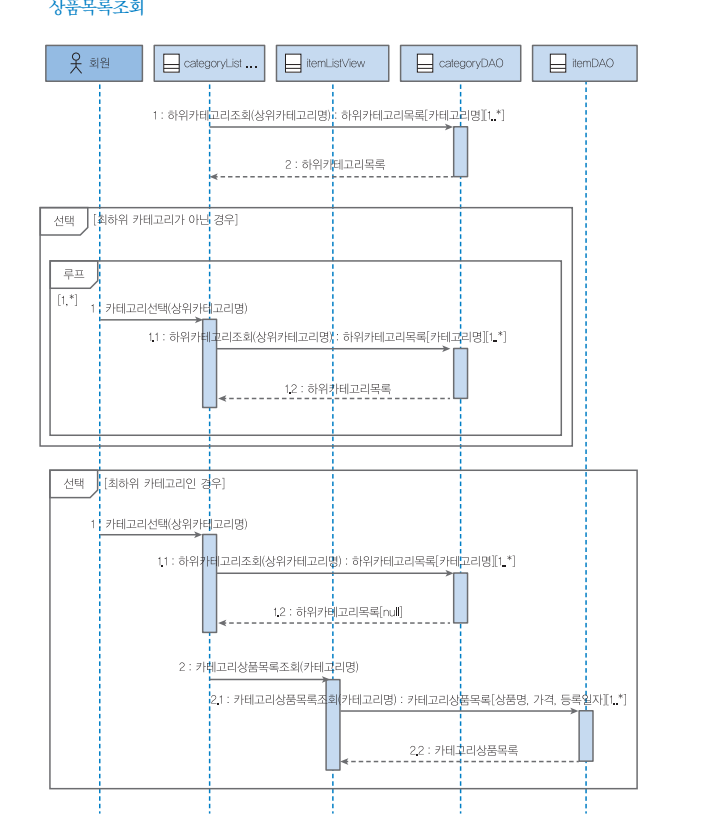 상품목록조회
회원
categoryList ...
itemListView
categoryDAO
itemDAO
1 : 하위카테고리조회(상위카테고리명) : 하위카테고리목록[카테고리명][1..*]
2 : 하위카테고리목록
선택
[최하위 카테고리가 아닌 경우]
루프
[1..*]
1 : 카테고리선택(상위카테고리명)
1.1 : 하위카테고리조회(상위카테고리명) : 하위카테고리목록[카테고리명][1..*]
1.2 : 하위카테고리목록
선택
[최하위 카테고리인 경우]
1 : 카테고리선택(상위카테고리명)
1.1 : 하위카테고리조회(상위카테고리명) : 하위카테고리목록[카테고리명][1..*]
1.2 : 하위카테고리목록[null]
2 : 카테고리상품목록조회(카테고리명)
2.1 : 카테고리상품목록조회(카테고리명) : 카테고리상품목록[상품명, 가격, 등록일자][1..*]
2.2 : 카테고리상품목록